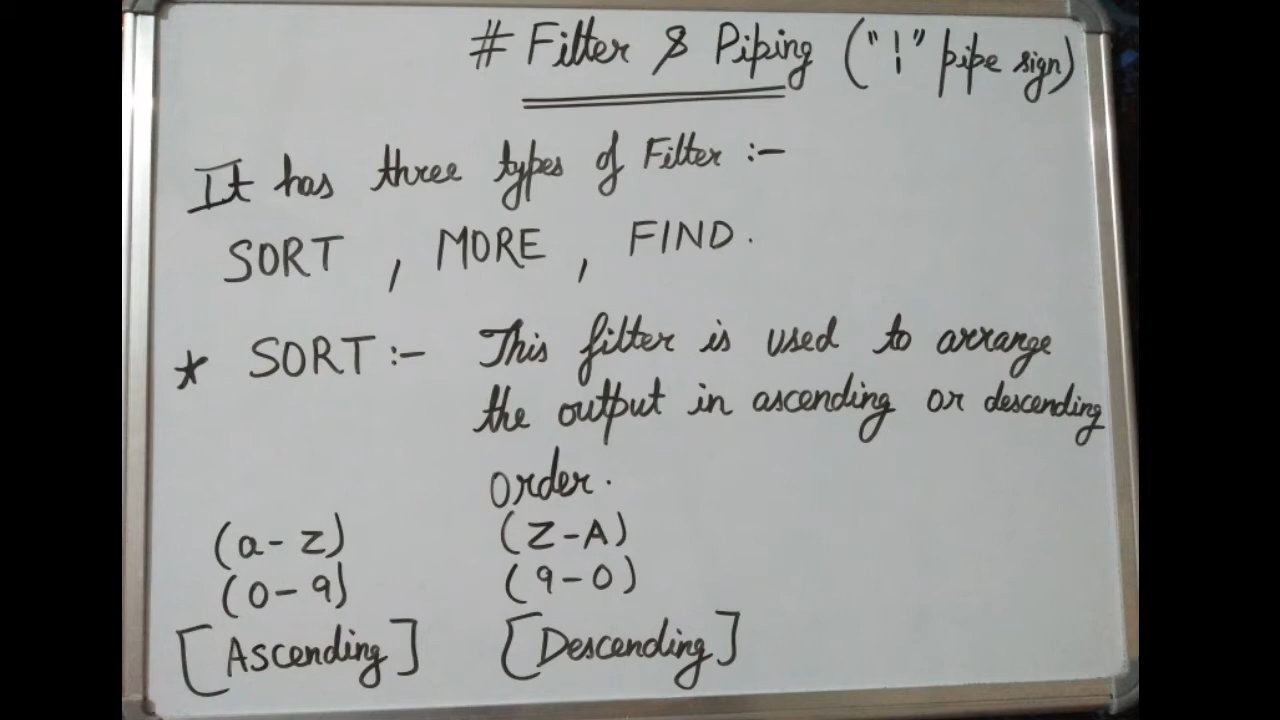 # Filter & Piping ("¦" pipe sign)
It has three types of Filter :-
SORT , MORE , FIND.
* SORT :- This filter is used to arrange
the output in ascending or descending
order.
(a - z) (Z - A)
(0 - 9) (9 - 0)
[Ascending] [Descending]